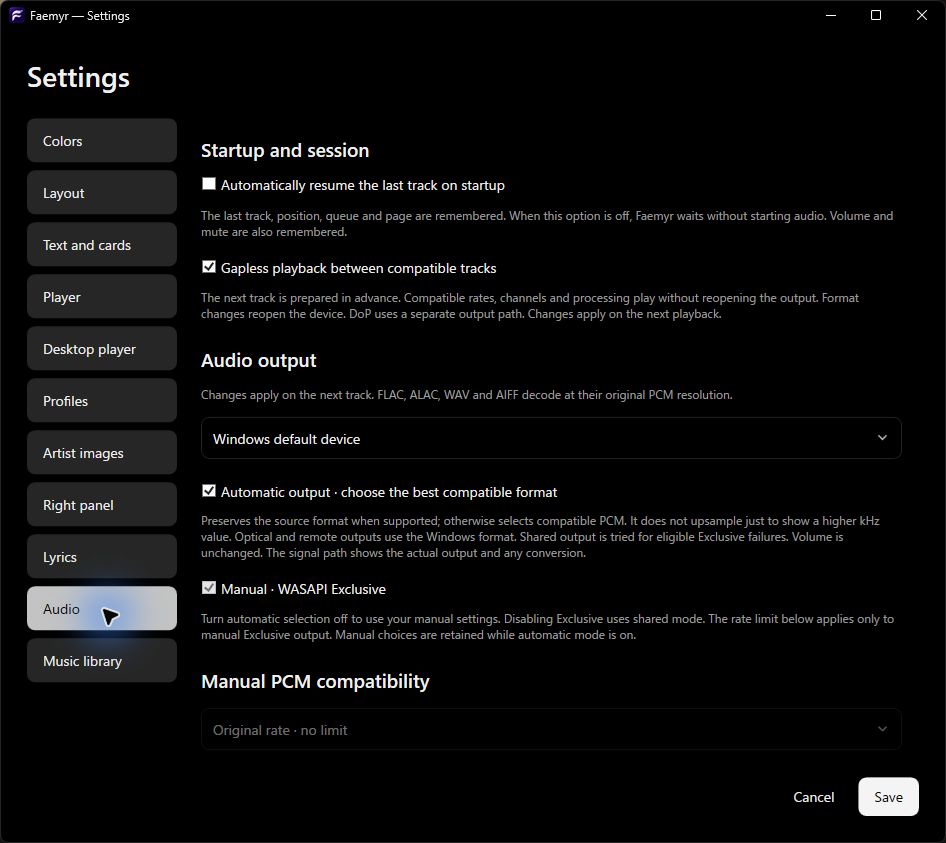 Faemyr — Settings
Settings
Colors
Layout
Text and cards
Player
Desktop player
Profiles
Artist images
Right panel
Lyrics
Audio
Music library
Startup and session
Automatically resume the last track on startup
The last track, position, queue and page are remembered. When this option is off, Faemyr waits without starting audio. Volume and
mute are also remembered.
Gapless playback between compatible tracks
The next track is prepared in advance. Compatible rates, channels and processing play without reopening the output. Format
changes reopen the device. DoP uses a separate output path. Changes apply on the next playback.
Audio output
Changes apply on the next track. FLAC, ALAC, WAV and AIFF decode at their original PCM resolution.
Windows default device
Automatic output · choose the best compatible format
Preserves the source format when supported; otherwise selects compatible PCM. It does not upsample just to show a higher kHz
value. Optical and remote outputs use the Windows format. Shared output is tried for eligible Exclusive failures. Volume is
unchanged. The signal path shows the actual output and any conversion.
Manual · WASAPI Exclusive
Turn automatic selection off to use your manual settings. Disabling Exclusive uses shared mode. The rate limit below applies only to
manual Exclusive output. Manual choices are retained while automatic mode is on.
Manual PCM compatibility
Original rate · no limit
Cancel
Save